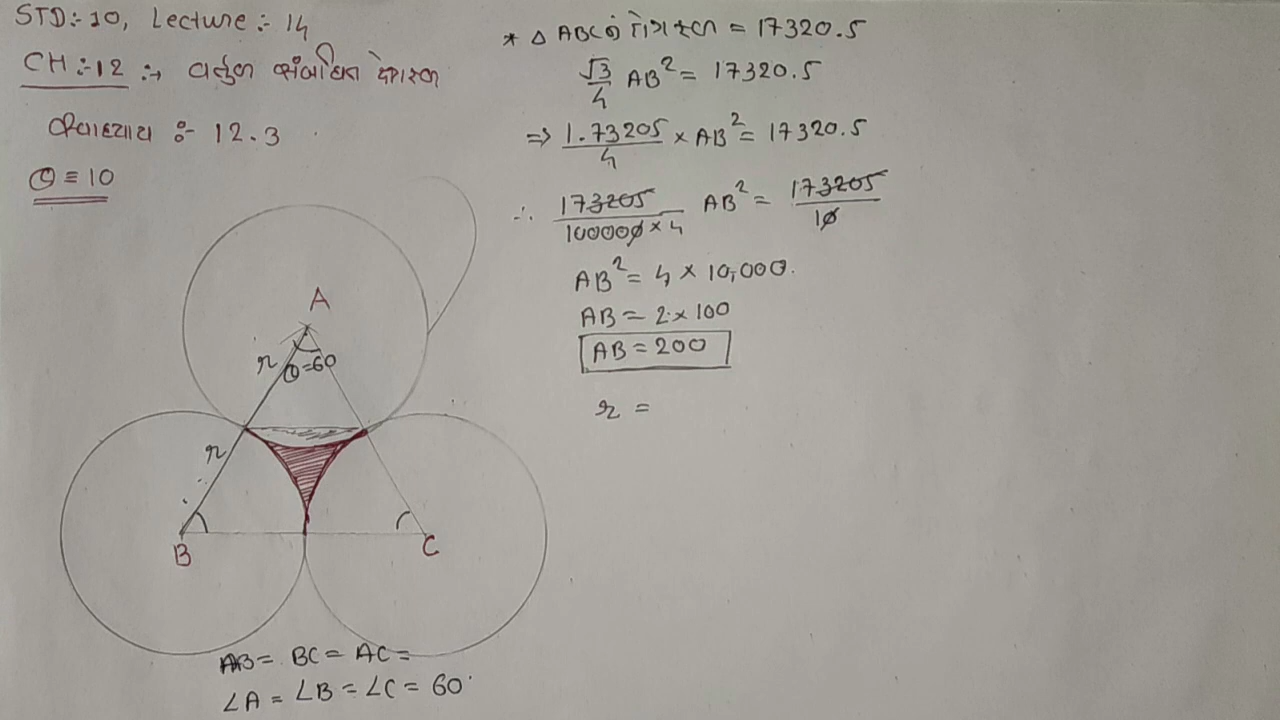 STD:- 10, Lecture :- 14
CH :- 12 :→ વર્તુળ સંબંધિત ક્ષેત્રફળ
સ્વાધ્યાય :- 12.3
Q = 10
A
r
θ=60
r
B
C
AB = BC = AC =
∠A = ∠B = ∠C = 60°
* △ ABC નું ક્ષેત્રફળ = 17320.5
√3/4 AB² = 17320.5
⇒ 1.73205/4 × AB² = 17320.5
∴ 173205/(100000 × 4) AB² = 173205/10
AB² = 4 × 10,000.
AB = 2 × 100
AB = 200
r =